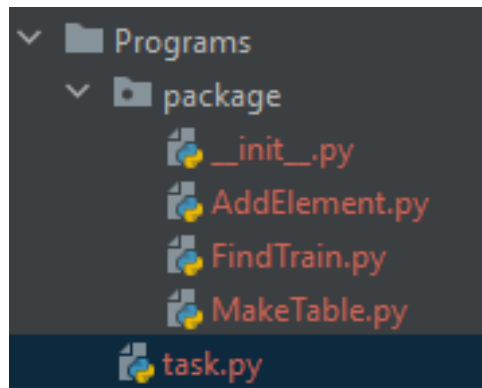 Programs
package
__init__.py
AddElement.py
FindTrain.py
MakeTable.py
task.py